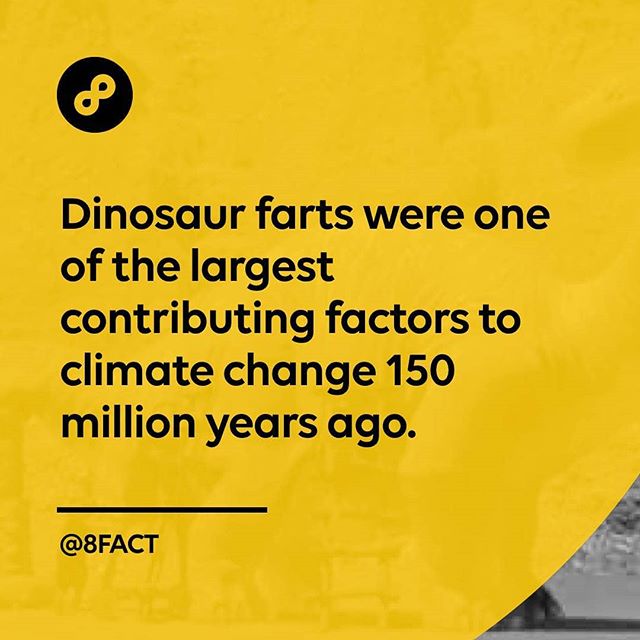 Dinosaur farts were one
of the largest
contributing factors to
climate change 150
million years ago.
@8FACT